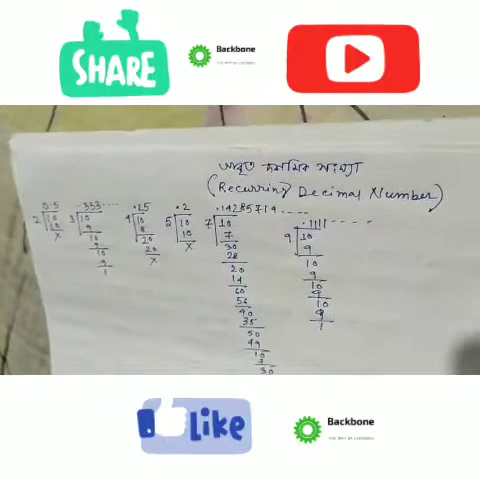 SHARE
Backbone
আবৃত দশমিক সংখ্যা
(Recurring Decimal Number)
0.5 .333.... .25 .2 .14285714.... .1111-----
2 10 3 10 4 10 5 10 7 10 9 10
10 9 8 10 7 9
x 10 20 x 30 10
9 20 28 9
10 x 20 10
9 14 9
1 60 10
56 9
40 1
35
50
49
10
7
30
Like
Backbone